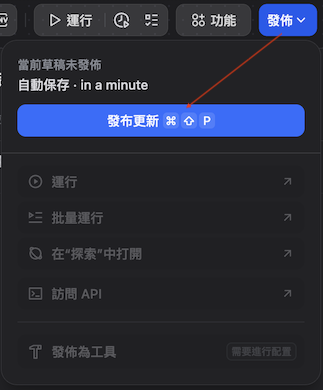 運行
功能
發佈
當前草稿未發佈
自動保存 · in a minute
發布更新 ⌘ ⇧ P
運行
批量運行
在“探索”中打開
訪問 API
發佈為工具
需要進行配置